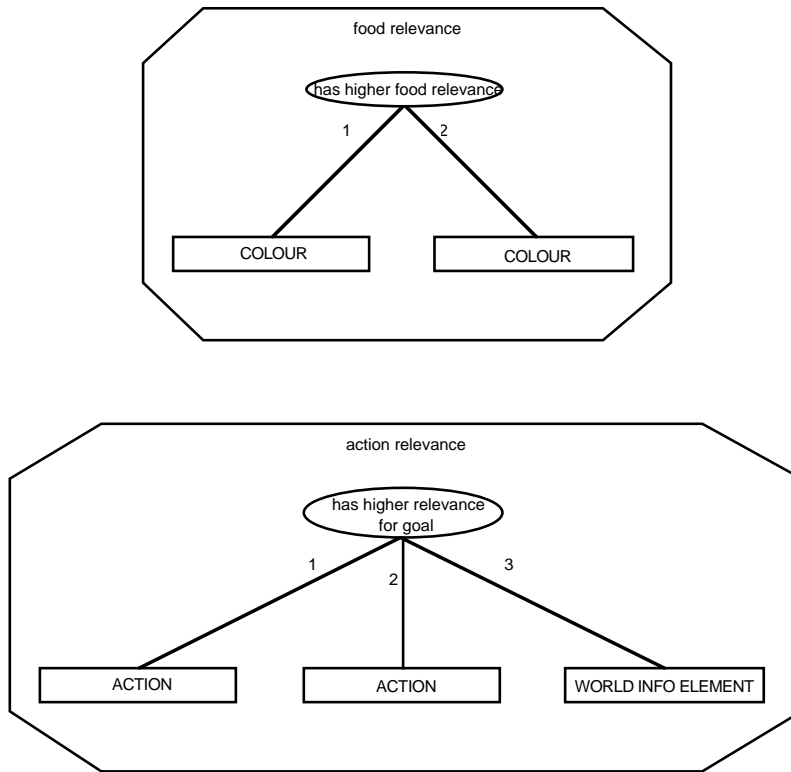 food relevance
has higher food relevance
1
2
COLOUR
COLOUR
action relevance
has higher relevance
for goal
1
2
3
ACTION
ACTION
WORLD INFO ELEMENT